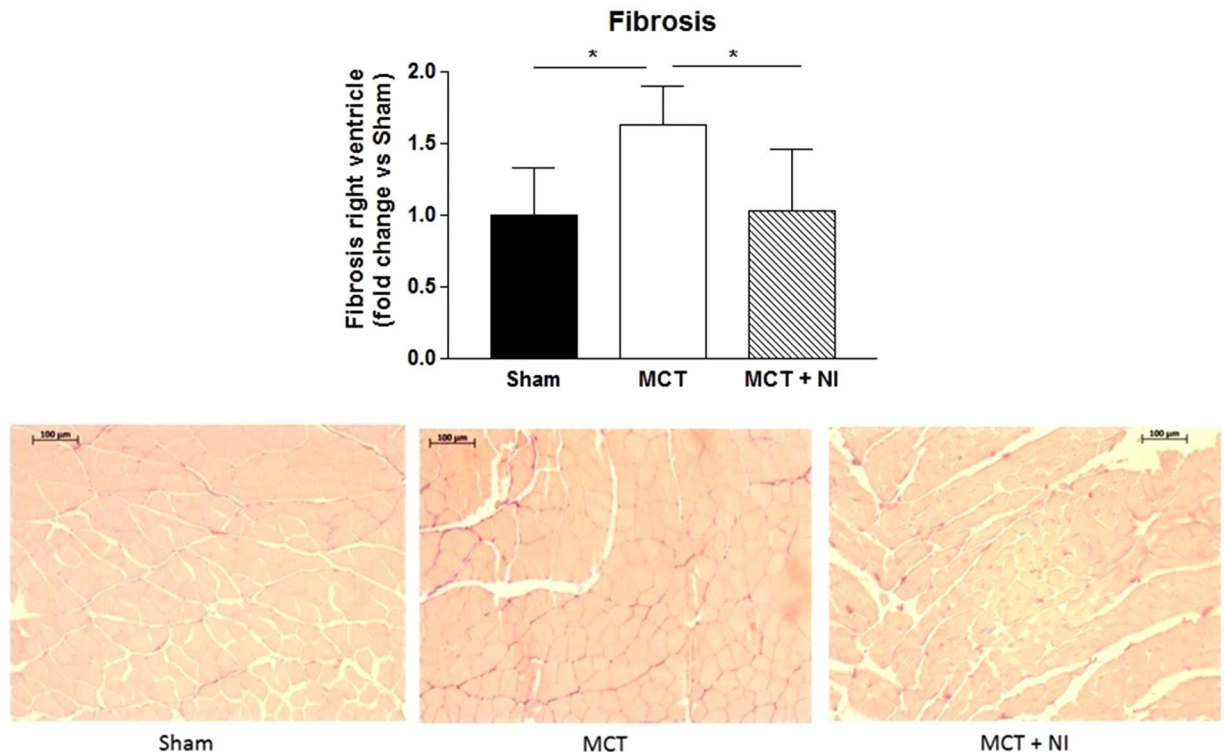 Fibrosis
* *
Fibrosis right ventricle
(fold change vs Sham)
2.0
1.5
1.0
0.5
0.0
Sham MCT MCT + NI
100 µm 100 µm 100 µm
Sham MCT MCT + NI